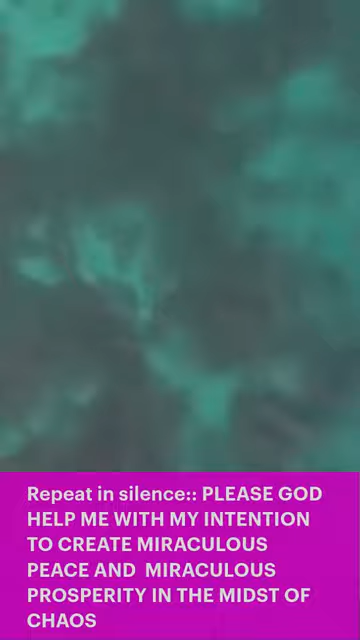 Repeat in silence:: PLEASE GOD
HELP ME WITH MY INTENTION
TO CREATE MIRACULOUS
PEACE AND  MIRACULOUS
PROSPERITY IN THE MIDST OF
CHAOS